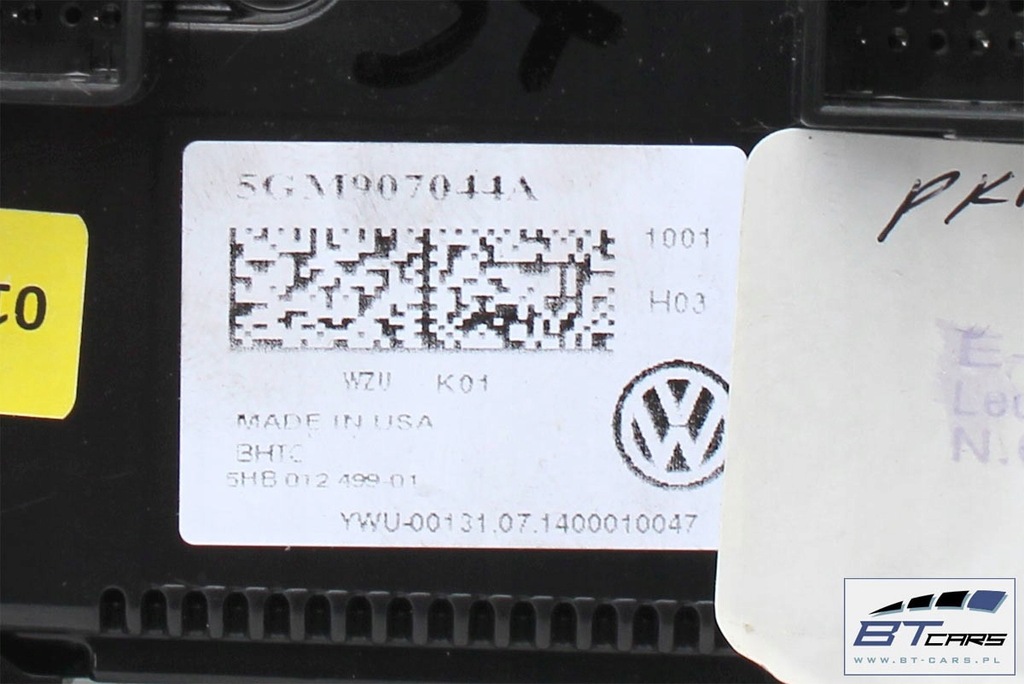 5GM907044A
1001
H03
WZU K01
MADE IN USA
BHTC
5HB 012 499-01
YWU-00131.07.1400010047
BTCARS
WWW.BT-CARS.PL